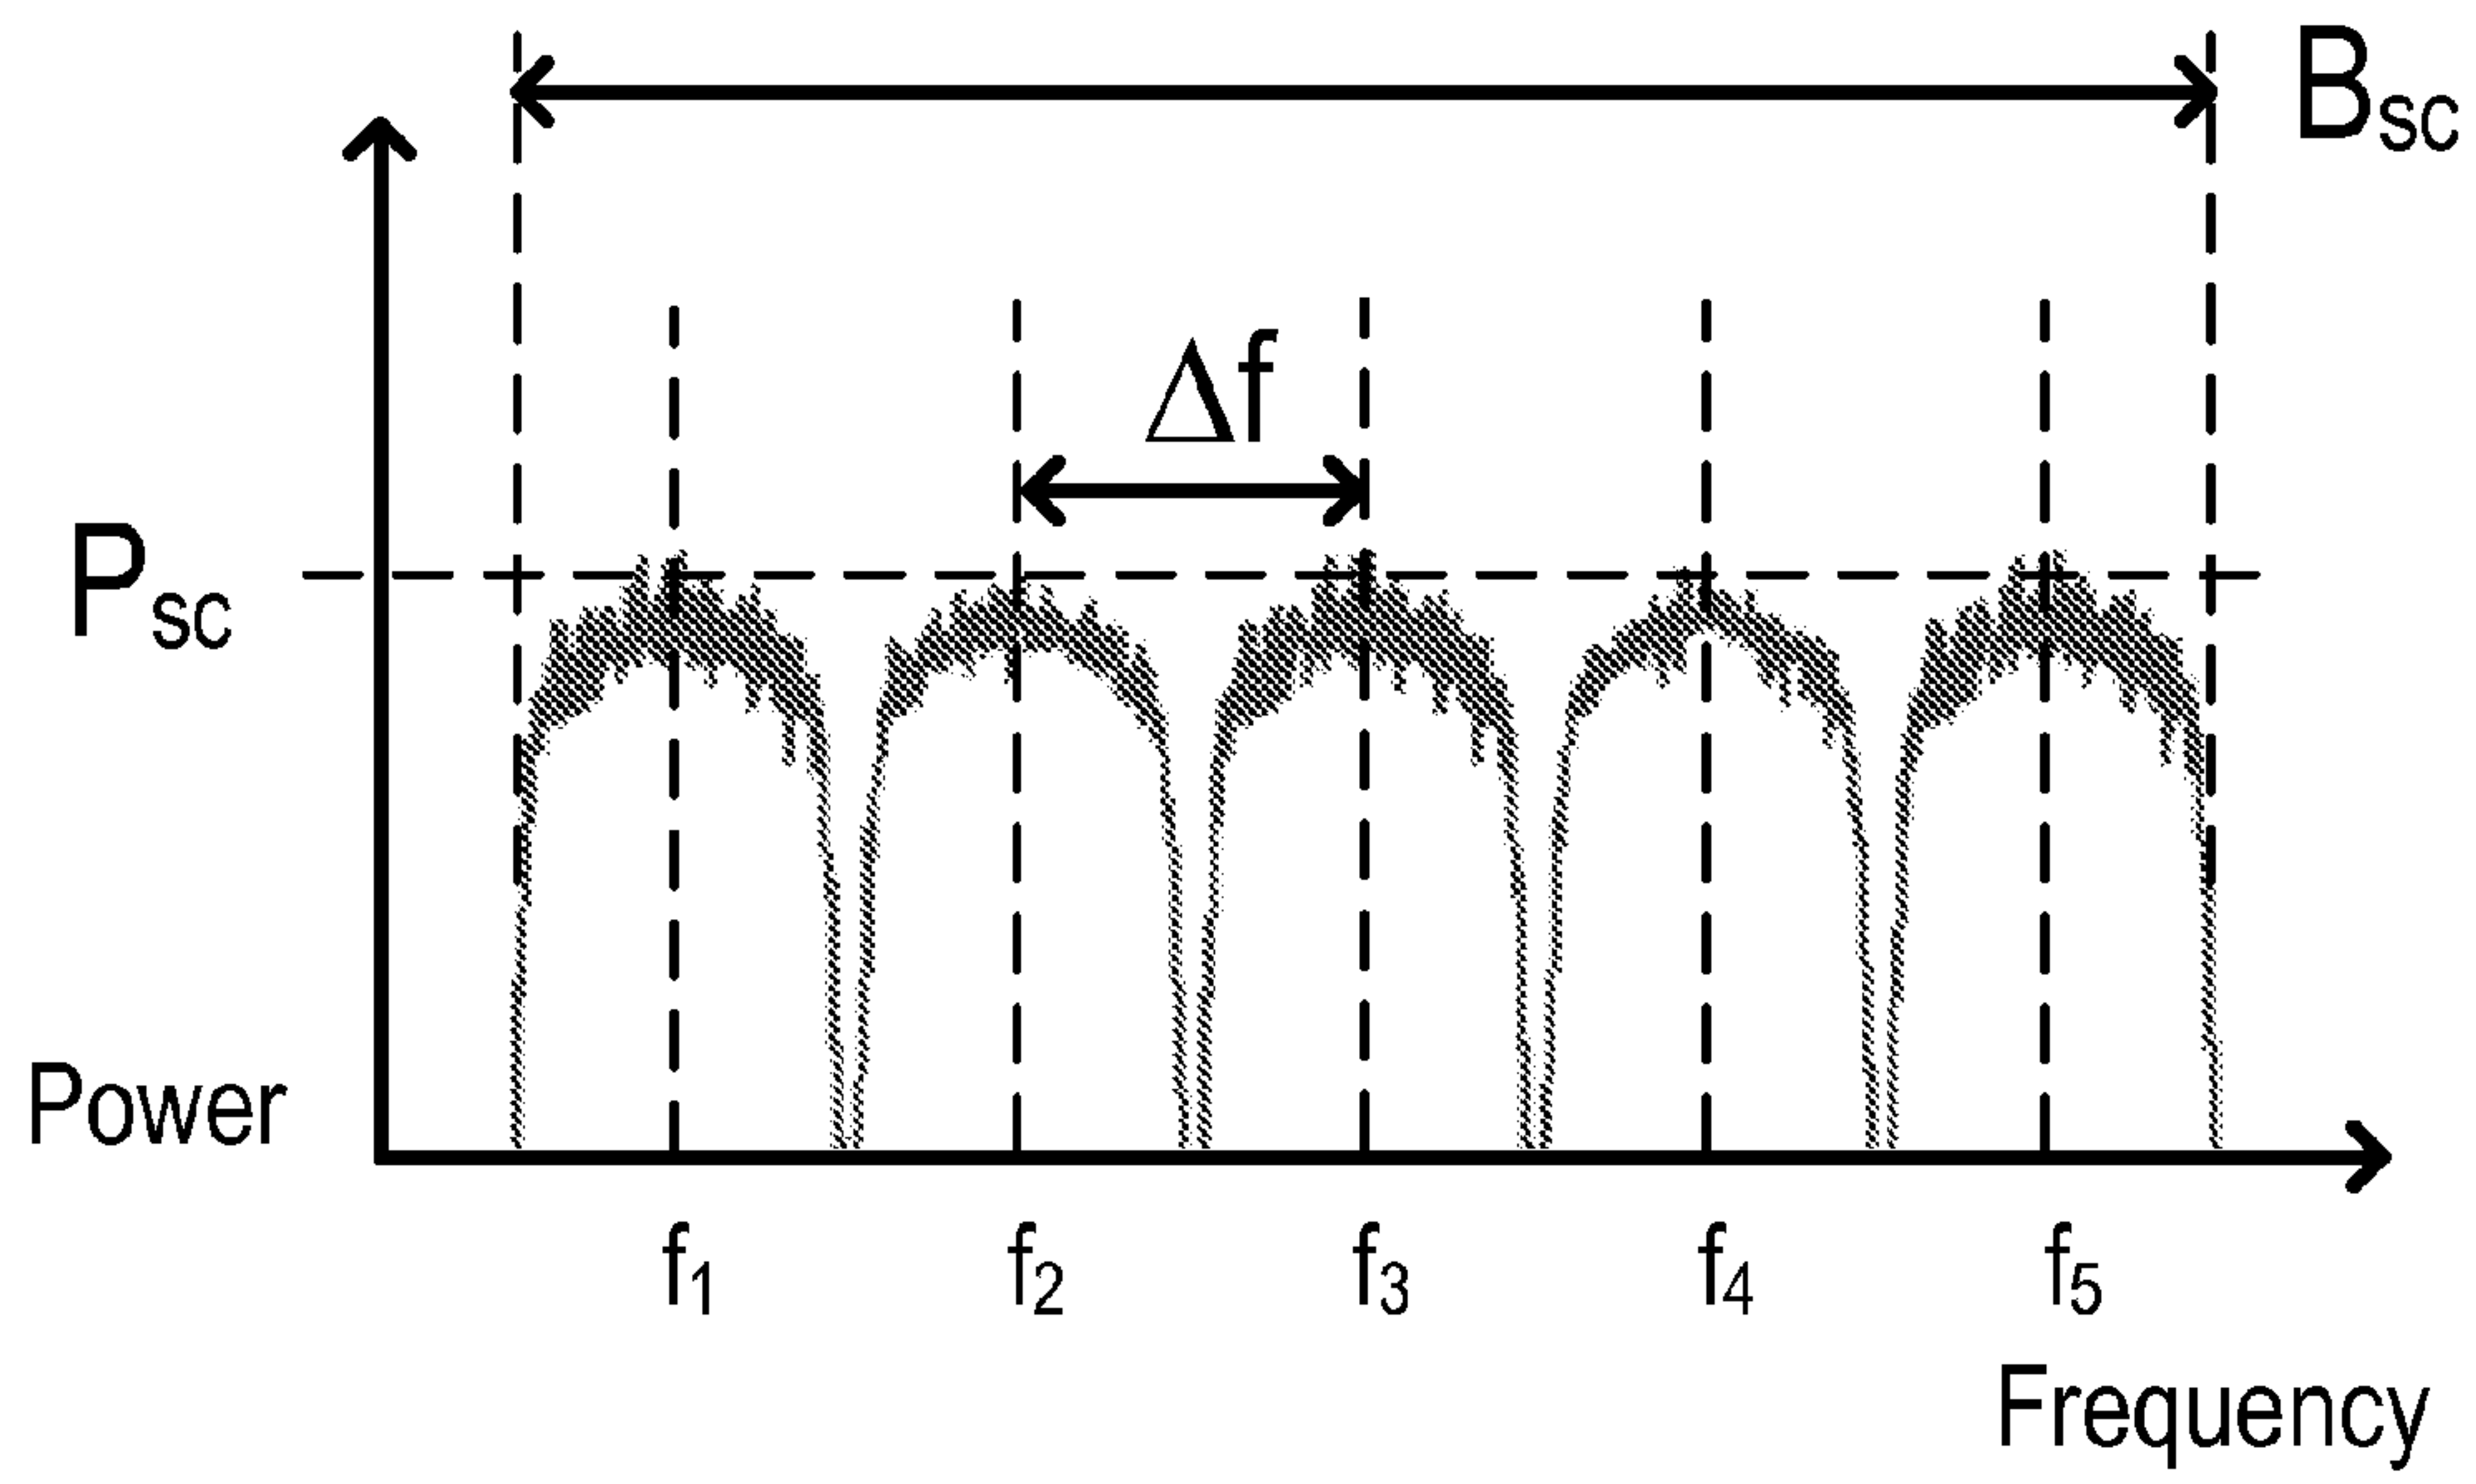 B_sc
Δf
P_sc
Power
f_1 f_2 f_3 f_4 f_5
Frequency